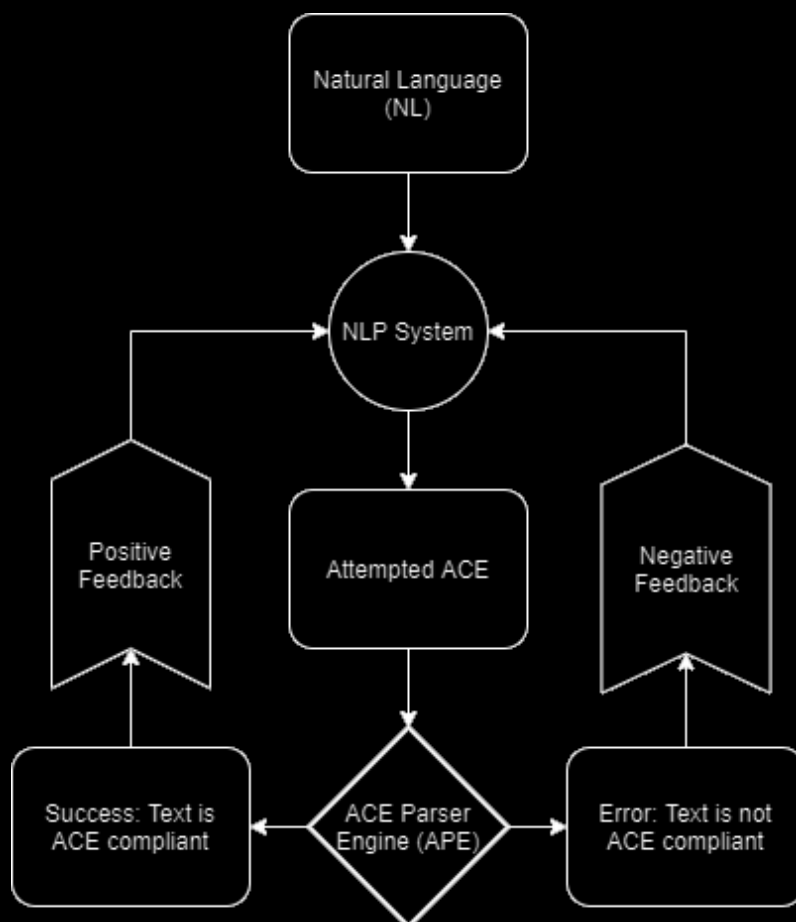 Natural Language
(NL)
NLP System
Positive
Feedback
Attempted ACE
Negative
Feedback
Success: Text is
ACE compliant
ACE Parser
Engine (APE)
Error: Text is not
ACE compliant